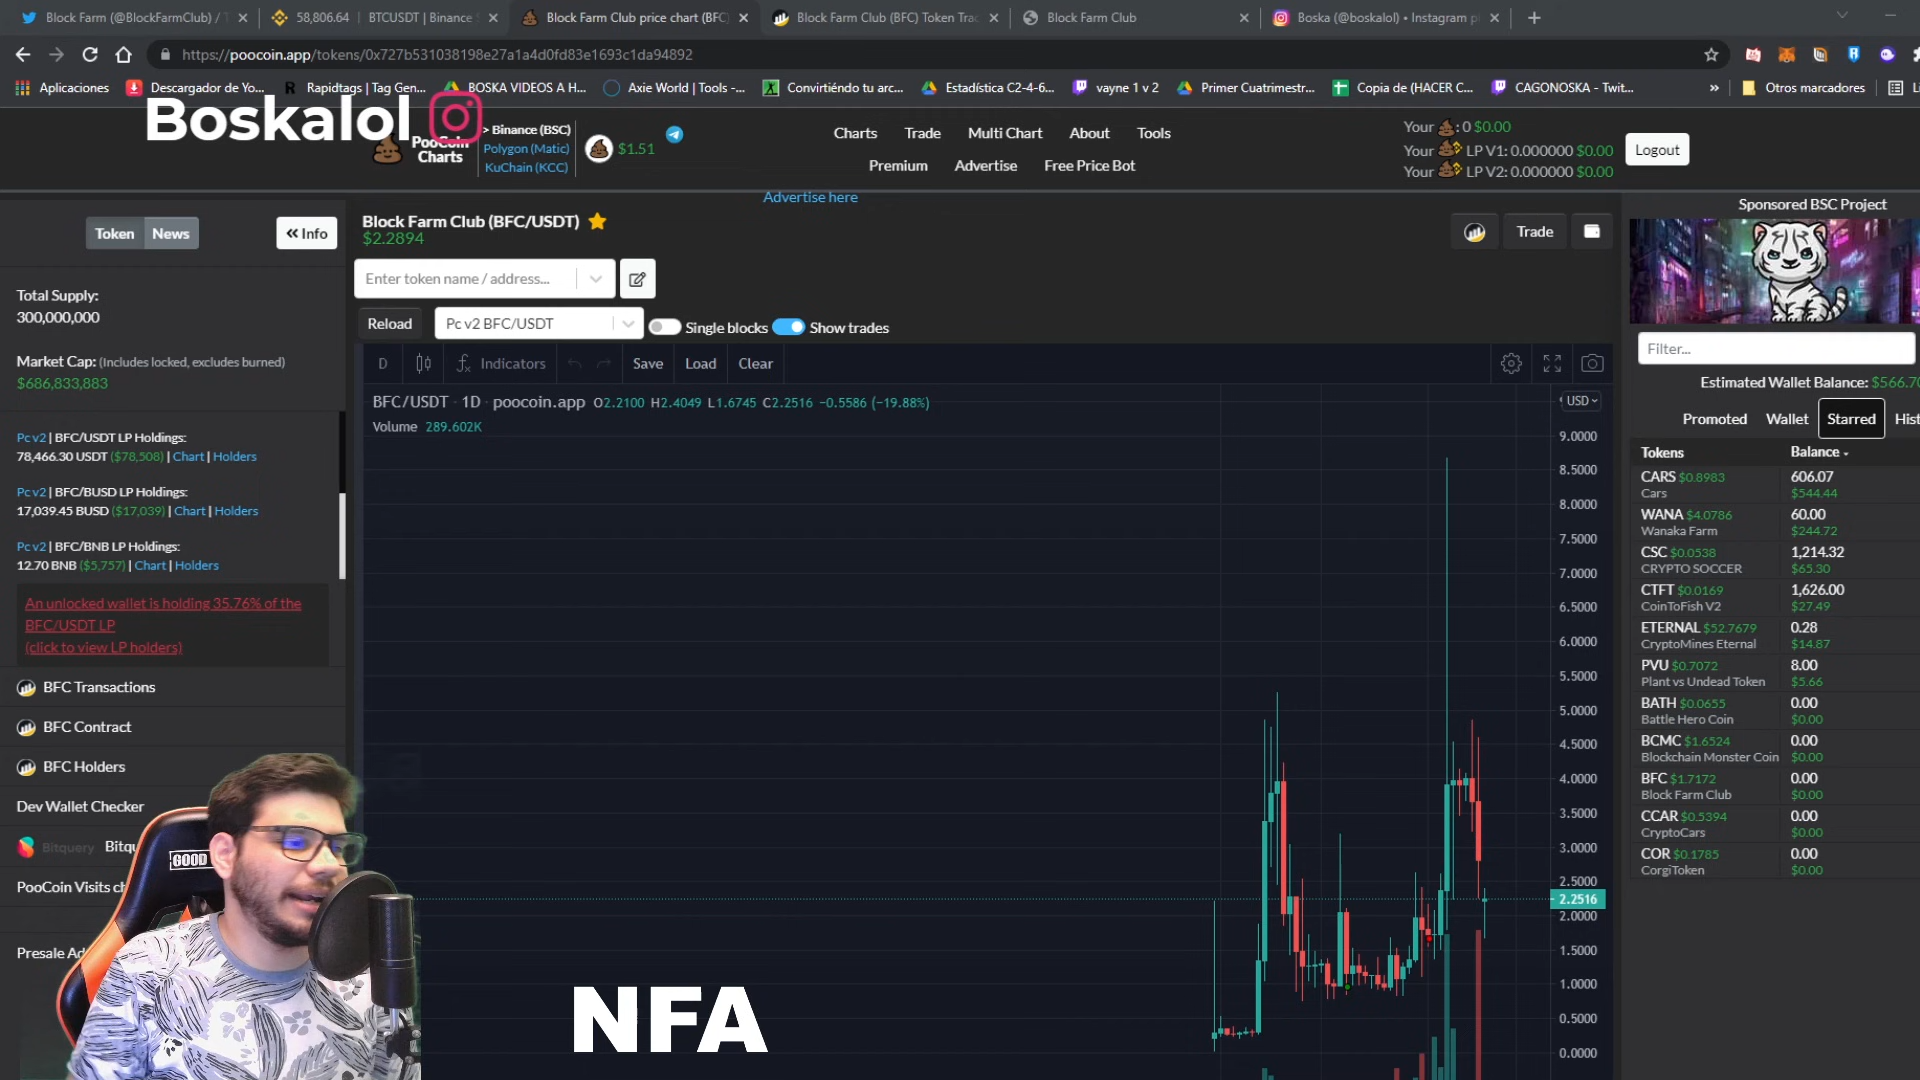 Block Farm (@BlockFarmClub) / T
58,806.64 | BTCUSDT | Binance S
Block Farm Club price chart (BFC
Block Farm Club (BFC) Token Trac
Block Farm Club
Boska (@boskalol) • Instagram p
https://poocoin.app/tokens/0x727b531038198e27a1a4d0fd83e1693c1da94892
Aplicaciones
Descargador de Yo...
Rapidtags | Tag Gen...
BOSKA VIDEOS A H...
Axie World | Tools -...
Convirtiéndo tu arc...
Estadística C2-4-6...
vayne 1 v 2
Primer Cuatrimestr...
Copia de (HACER C...
CAGONOSKA - Twit...
»
Otros marcadores
Boskalol
PooCoin
Charts
> Binance (BSC)
Polygon (Matic)
KuChain (KCC)
$1.51
Charts
Trade
Multi Chart
About
Tools
Premium
Advertise
Free Price Bot
Your : 0 $0.00
Your LP V1: 0.000000 $0.00
Your LP V2: 0.000000 $0.00
Logout
Advertise here
Token
News
« Info
Total Supply:
300,000,000
Market Cap: (Includes locked, excludes burned)
$686,833,883
Pc v2 | BFC/USDT LP Holdings:
78,466.30 USDT ($78,508) | Chart | Holders
Pc v2 | BFC/BUSD LP Holdings:
17,039.45 BUSD ($17,039) | Chart | Holders
Pc v2 | BFC/BNB LP Holdings:
12.70 BNB ($5,757) | Chart | Holders
An unlocked wallet is holding 35.76% of the
BFC/USDT LP
(click to view LP holders)
BFC Transactions
BFC Contract
BFC Holders
Dev Wallet Checker
Bitquery Bitqu
PooCoin Visits ch
Presale Ad
GOOD
Block Farm Club (BFC/USDT)
$2.2894
Trade
Enter token name / address...
Reload
Pc v2 BFC/USDT
Single blocks
Show trades
D
Indicators
Save
Load
Clear
BFC/USDT · 1D · poocoin.app O2.2100 H2.4049 L1.6745 C2.2516 −0.5586 (−19.88%)
Volume 289.602K
USD
9.0000
8.5000
8.0000
7.5000
7.0000
6.5000
6.0000
5.5000
5.0000
4.5000
4.0000
3.5000
3.0000
2.5000
2.2516
2.0000
1.5000
1.0000
0.5000
0.0000
NFA
Sponsored BSC Project
Filter...
Estimated Wallet Balance: $566.70
Promoted
Wallet
Starred
Hist
Tokens
Balance
CARS $0.8983
606.07
Cars
$544.44
WANA $4.0786
60.00
Wanaka Farm
$244.72
CSC $0.0538
1,214.32
CRYPTO SOCCER
$65.30
CTFT $0.0169
1,626.00
CoinToFish V2
$27.49
ETERNAL $52.7679
0.28
CryptoMines Eternal
$14.87
PVU $0.7072
8.00
Plant vs Undead Token
$5.66
BATH $0.0655
0.00
Battle Hero Coin
$0.00
BCMC $1.6524
0.00
Blockchain Monster Coin
$0.00
BFC $1.7172
0.00
Block Farm Club
$0.00
CCAR $0.5394
0.00
CryptoCars
$0.00
COR $0.1785
0.00
CorgiToken
$0.00